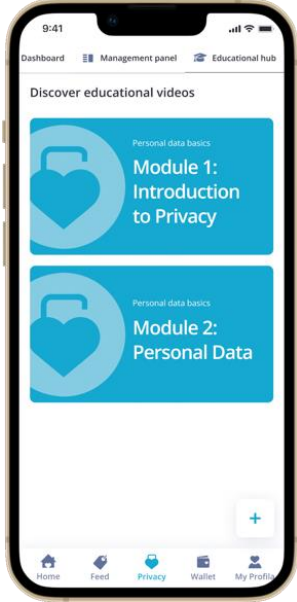 9:41
Dashboard Management panel Educational hub
Discover educational videos
Personal data basics
Module 1:
Introduction
to Privacy
Personal data basics
Module 2:
Personal Data
+
Home Feed Privacy Wallet My Profila